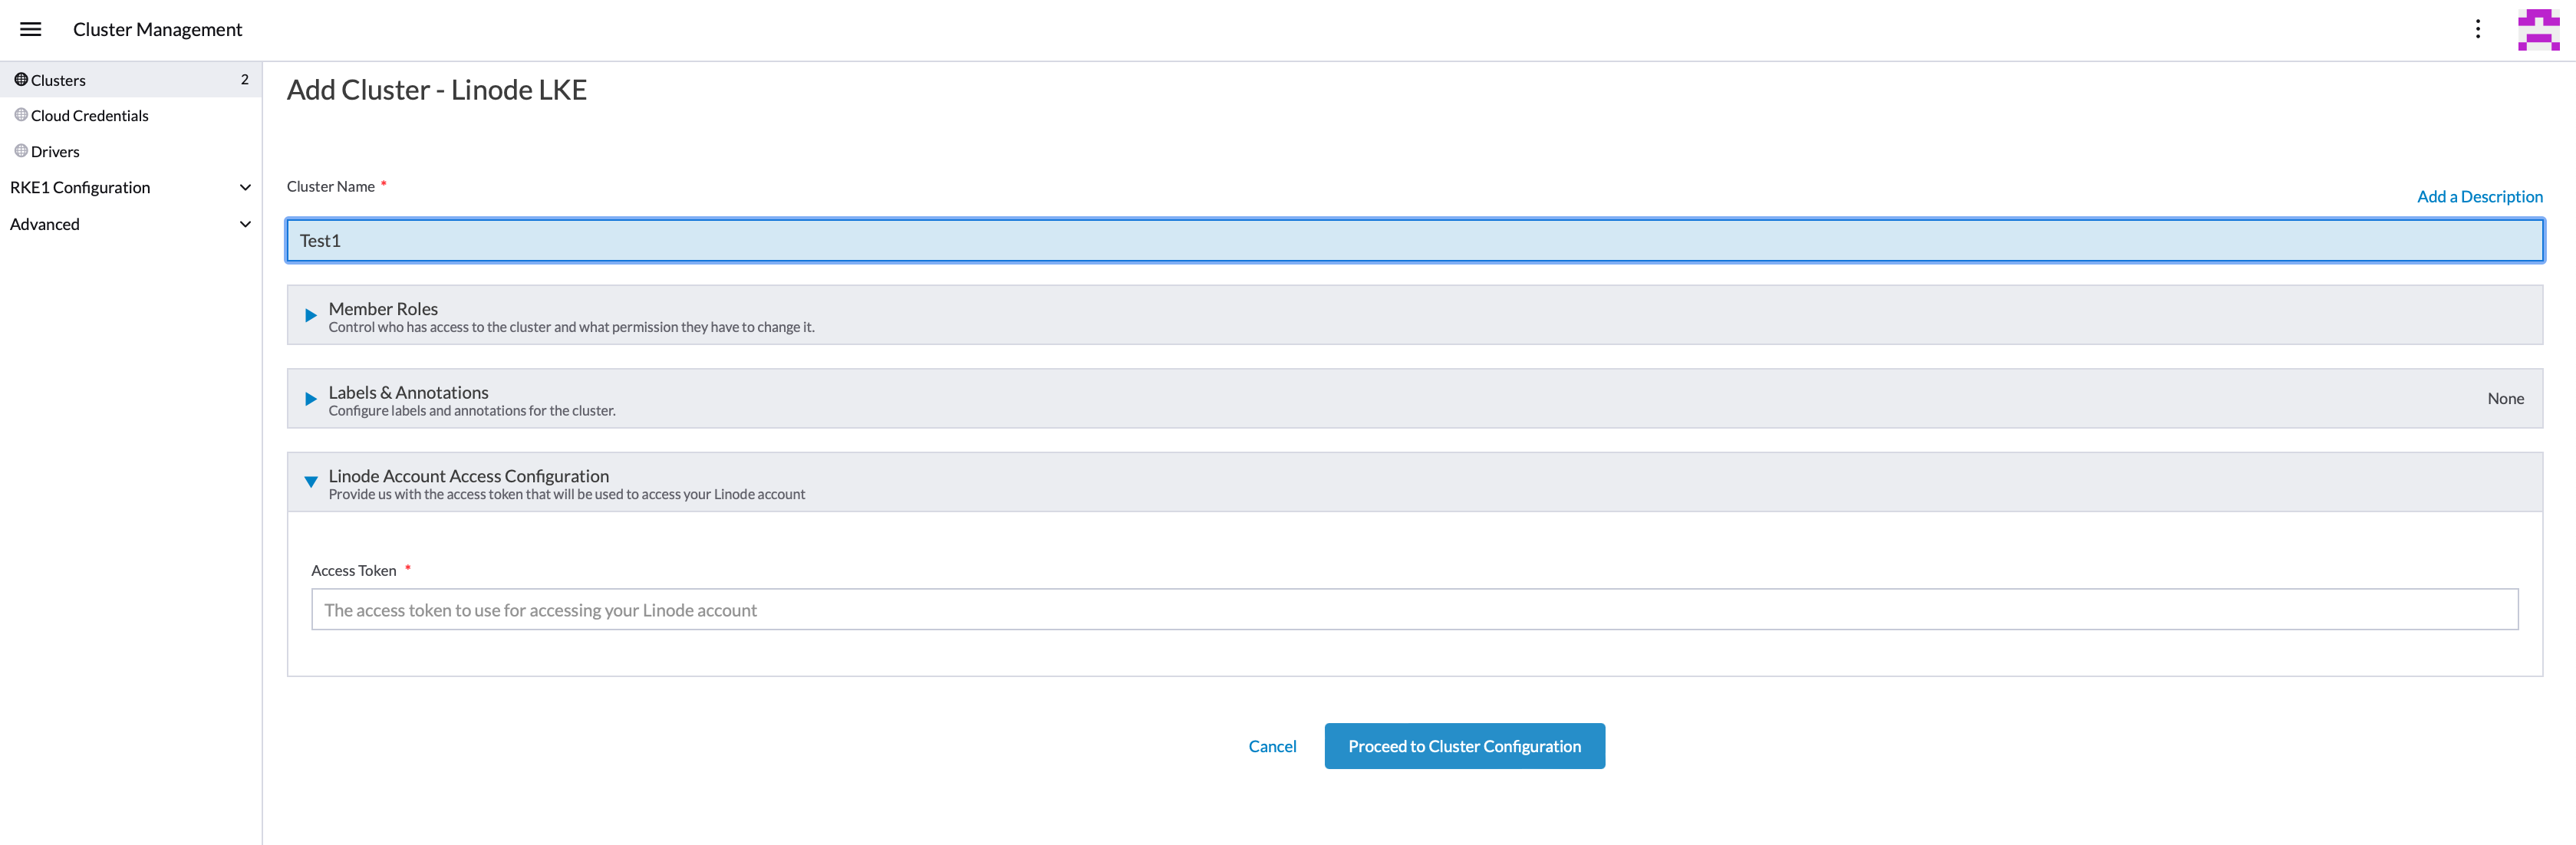 Cluster Management
Clusters 2
Cloud Credentials
Drivers
RKE1 Configuration
Advanced
Add Cluster - Linode LKE
Cluster Name *
Add a Description
Test1
Member Roles
Control who has access to the cluster and what permission they have to change it.
Labels & Annotations
Configure labels and annotations for the cluster.
None
Linode Account Access Configuration
Provide us with the access token that will be used to access your Linode account
Access Token *
The access token to use for accessing your Linode account
Cancel
Proceed to Cluster Configuration